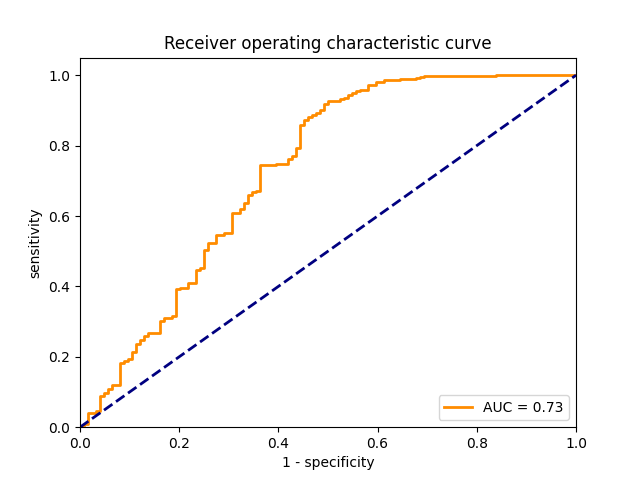 Receiver operating characteristic curve
1.0
0.8
0.6
0.4
0.2
0.0
sensitivity
AUC = 0.73
0.0 0.2 0.4 0.6 0.8 1.0
1 - specificity